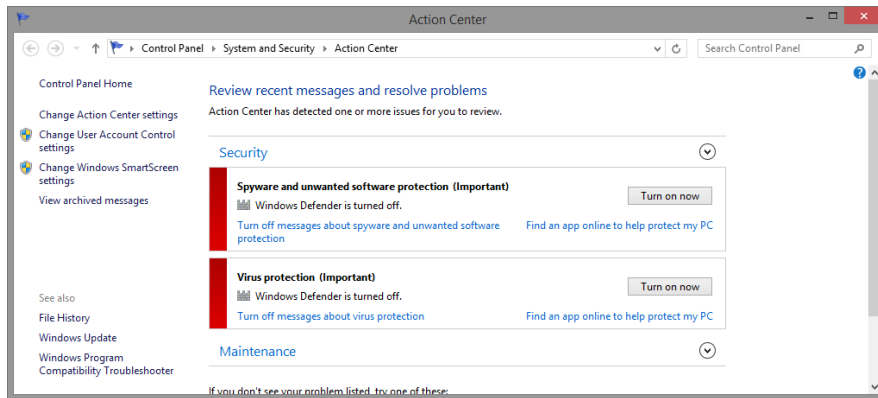 Action Center
Control Panel ▸ System and Security ▸ Action Center
Search Control Panel
Control Panel Home
Change Action Center settings
Change User Account Control
settings
Change Windows SmartScreen
settings
View archived messages
See also
File History
Windows Update
Windows Program
Compatibility Troubleshooter
Review recent messages and resolve problems
Action Center has detected one or more issues for you to review.
Security
Spyware and unwanted software protection (Important)
Windows Defender is turned off.
Turn on now
Turn off messages about spyware and unwanted software
protection
Find an app online to help protect my PC
Virus protection (Important)
Windows Defender is turned off.
Turn on now
Turn off messages about virus protection
Find an app online to help protect my PC
Maintenance
If you don't see your problem listed, try one of these: